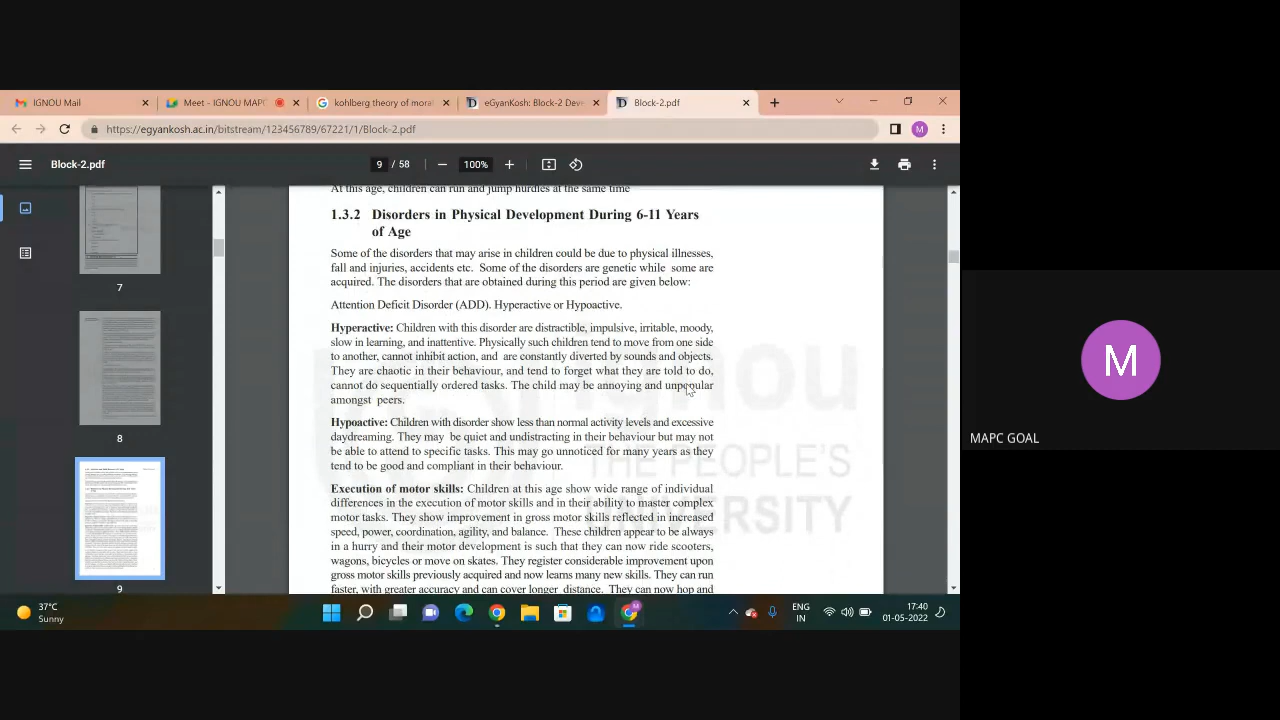 IGNOU Mail
Meet – IGNOU MAPC
kohlberg theory of mora
eGyanKosh: Block-2 Deve
Block-2.pdf
https://egyankosh.ac.in/bitstream/123456789/67221/1/Block-2.pdf
M
Block-2.pdf
9 / 58
100%
At this age, children can run and jump hurdles at the same time
1.3.2 Disorders in Physical Development During 6-11 Years
of Age
Some of the disorders that may arise in children could be due to physical illnesses,
fall and injuries, accidents etc. Some of the disorders are genetic while some are
acquired. The disorders that are obtained during this period are given below:
Attention Deficit Disorder (ADD). Hyperactive or Hypoactive.
Hyperactive: Children with this disorder are distractible, impulsive, irritable, moody,
slow in learning, and inattentive. Physically such children tend to move from one side
to another, cannot inhibit action, and are constantly diverted by sounds and objects.
They are chaotic in their behaviour, and tend to forget what they are told to do,
cannot do sequentially ordered tasks. The child may be annoying and unpopular
amongst peers.
Hypoactive: Children with disorder show less than normal activity levels and excessive
daydreaming. They may be quiet and undistracting in their behaviour but may not
be able to attend to specific tasks. This may go unnoticed for many years as they
tend to be good and compliant in their behaviour.
Execution of motor skills: Children at this age show wide range of individual
differences in the execution of motor skills and in their ability to master complex
motor tasks. They show improvement in gross motor skills reflected in increased
speed, power, coordination, agility, and balance. These children appear to be always
in a hurry and their motor development is such that they can now ride scooters,
wagons, bicycles or move on skates. They register considerable improvement upon
gross motor skills previously acquired and now learns many new skills. They can run
faster, with greater accuracy and can cover longer distance. They can now hop and
PEOPLE'S
7
8
9
M
MAPC GOAL
37°C
Sunny
ENG
IN
17:40
01-05-2022